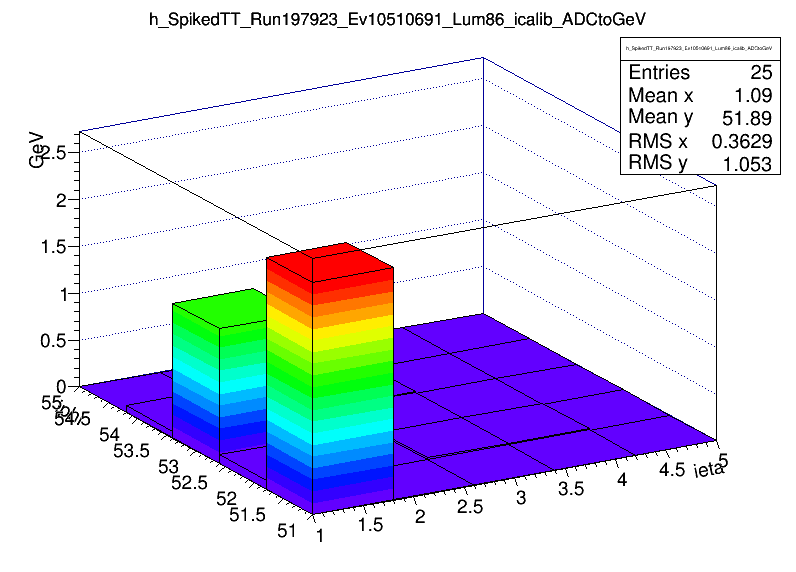 h_SpikedTT_Run197923_Ev10510691_Lum86_icalib_ADCtoGeV
h_SpikedTT_Run197923_Ev10510691_Lum86_icalib_ADCtoGeV
Entries 25
Mean x 1.09
Mean y 51.89
RMS x 0.3629
RMS y 1.053
GeV
2.5
2
1.5
1
0.5
0
55
54.5
54
53.5
53
52.5
52
51.5
51
1
1.5
2
2.5
3
3.5
4
4.5
5
ieta